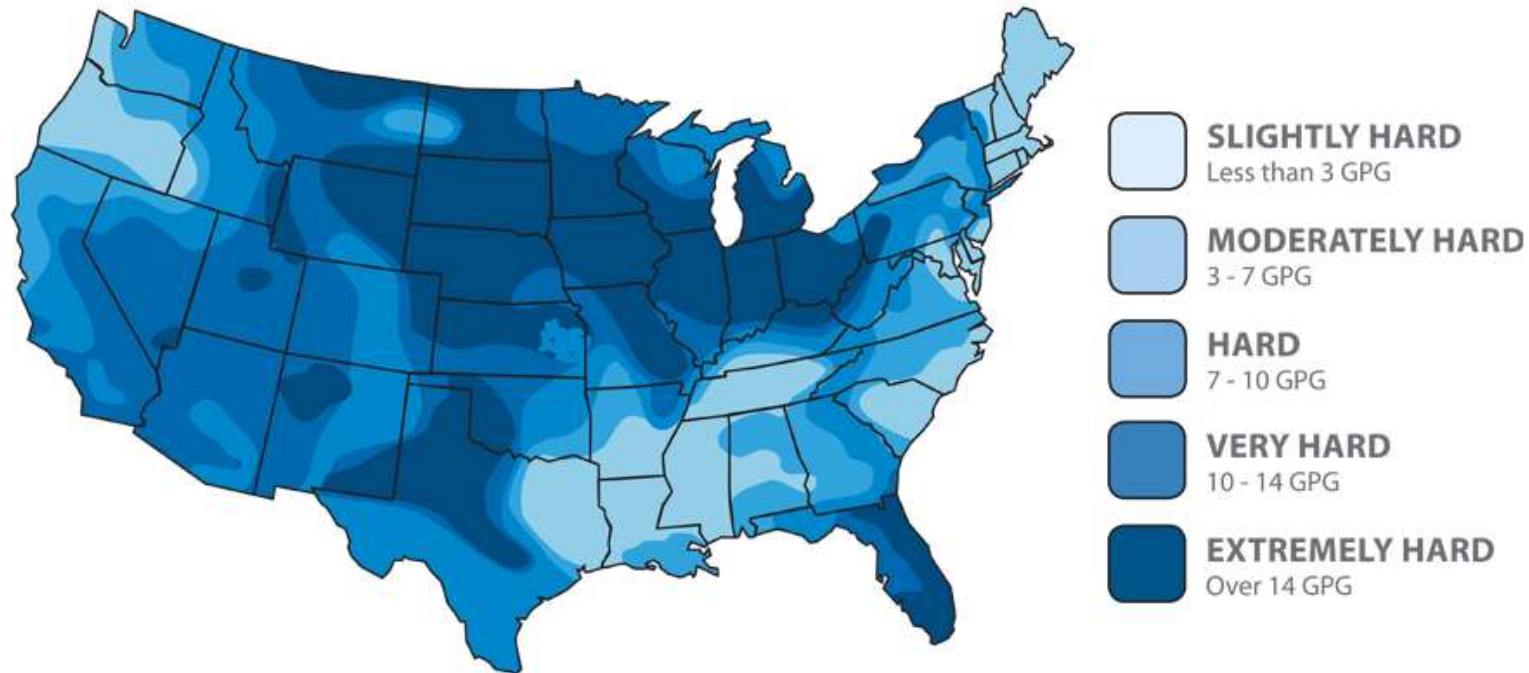 SLIGHTLY HARD
Less than 3 GPG
MODERATELY HARD
3 - 7 GPG
HARD
7 - 10 GPG
VERY HARD
10 - 14 GPG
EXTREMELY HARD
Over 14 GPG